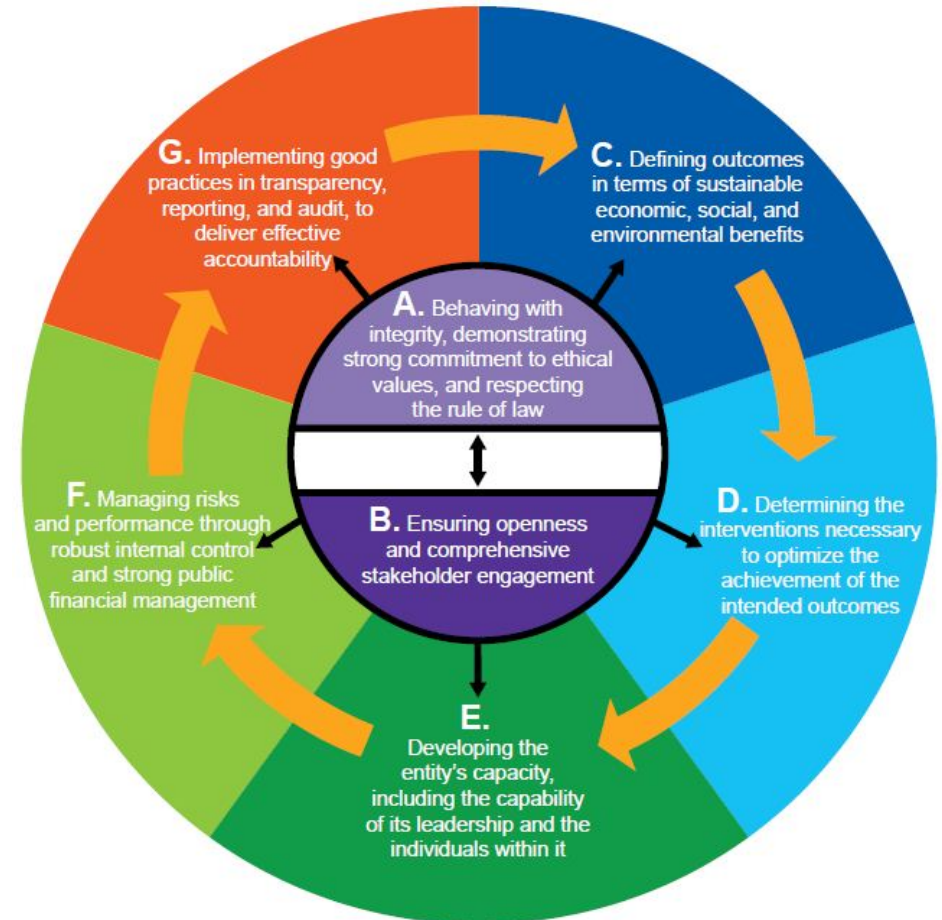 A. Behaving with
integrity, demonstrating
strong commitment to ethical
values, and respecting
the rule of law
B. Ensuring openness
and comprehensive
stakeholder engagement
C. Defining outcomes
in terms of sustainable
economic, social, and
environmental benefits
D. Determining the
interventions necessary
to optimize the
achievement of the
intended outcomes
E.
Developing the
entity's capacity,
including the capability
of its leadership and the
individuals within it
F. Managing risks
and performance through
robust internal control
and strong public
financial management
G. Implementing good
practices in transparency,
reporting, and audit, to
deliver effective
accountability